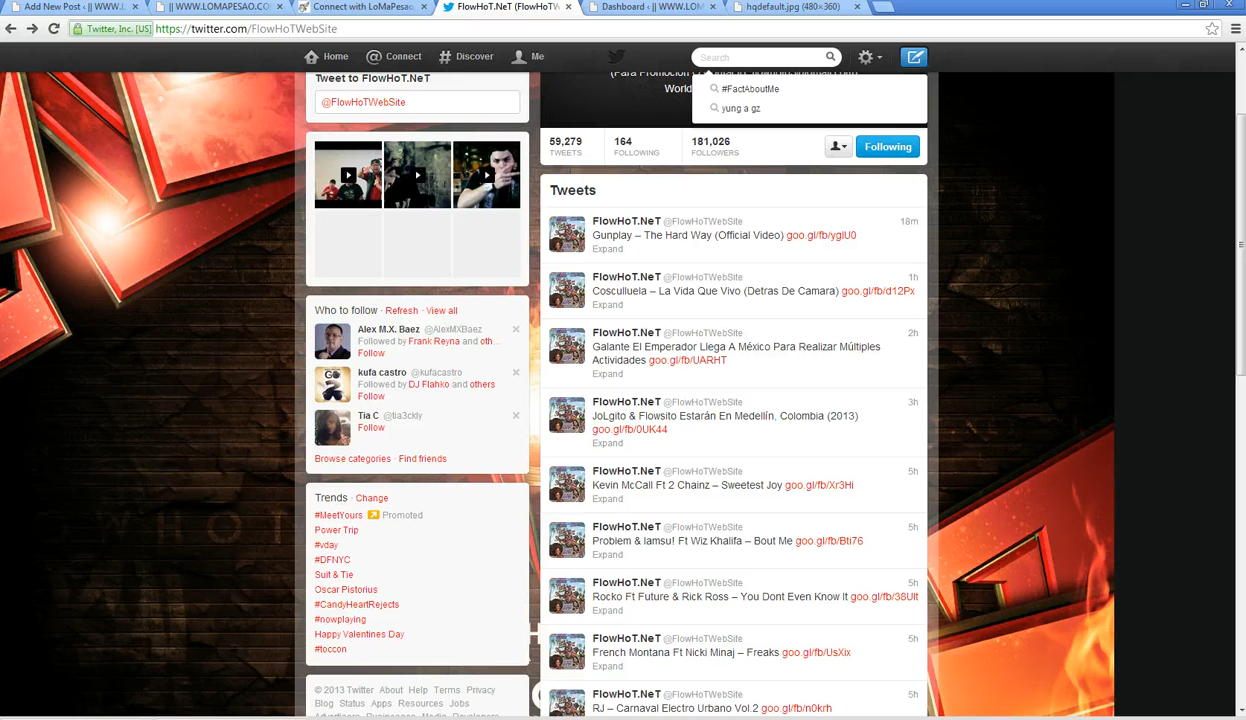 Add New Post ‹ || WWW.L
|| WWW.LOMAPESAO.CO
Connect with LoMaPesao.
FlowHoT.NeT (FlowHoTW
Dashboard ‹ || WWW.LOM
hqdefault.jpg (480×360)
Twitter, Inc. [US]
https://twitter.com/FlowHoTWebSite
Home
Connect
Discover
Me
Search
#FactAboutMe
yung a gz
Tweet to FlowHoT.NeT
@FlowHoTWebSite
World
59,279
TWEETS
164
FOLLOWING
181,026
FOLLOWERS
Following
Who to follow · Refresh · View all
Alex M.X. Baez @AlexMXBaez
Followed by Frank Reyna and oth...
Follow
kufa castro @kufacastro
Followed by DJ Flahko and others
Follow
Tia C @tia3ckly
Follow
Browse categories · Find friends
Trends · Change
#MeetYours Promoted
Power Trip
#vday
#DFNYC
Suit & Tie
Oscar Pistorius
#CandyHeartRejects
#nowplaying
Happy Valentines Day
#toccon
© 2013 Twitter About Help Terms Privacy
Blog Status Apps Resources Jobs
Advertisers Businesses Media Developers
Tweets
FlowHoT.NeT @FlowHoTWebSite 18m
Gunplay – The Hard Way (Official Video) goo.gl/fb/yglU0
Expand
FlowHoT.NeT @FlowHoTWebSite 1h
Cosculluela – La Vida Que Vivo (Detras De Camara) goo.gl/fb/d12Px
Expand
FlowHoT.NeT @FlowHoTWebSite 2h
Galante El Emperador Llega A México Para Realizar Múltiples
Actividades goo.gl/fb/UARHT
Expand
FlowHoT.NeT @FlowHoTWebSite 3h
JoLgito & Flowsito Estarán En Medellín, Colombia (2013)
goo.gl/fb/0UK44
Expand
FlowHoT.NeT @FlowHoTWebSite 5h
Kevin McCall Ft 2 Chainz – Sweetest Joy goo.gl/fb/Xr3Hi
Expand
FlowHoT.NeT @FlowHoTWebSite 5h
Problem & Iamsu! Ft Wiz Khalifa – Bout Me goo.gl/fb/Bti76
Expand
FlowHoT.NeT @FlowHoTWebSite 5h
Rocko Ft Future & Rick Ross – You Dont Even Know It goo.gl/fb/38UIt
Expand
FlowHoT.NeT @FlowHoTWebSite 5h
French Montana Ft Nicki Minaj – Freaks goo.gl/fb/UsXix
Expand
FlowHoT.NeT @FlowHoTWebSite 5h
RJ – Carnaval Electro Urbano Vol.2 goo.gl/fb/n0krh